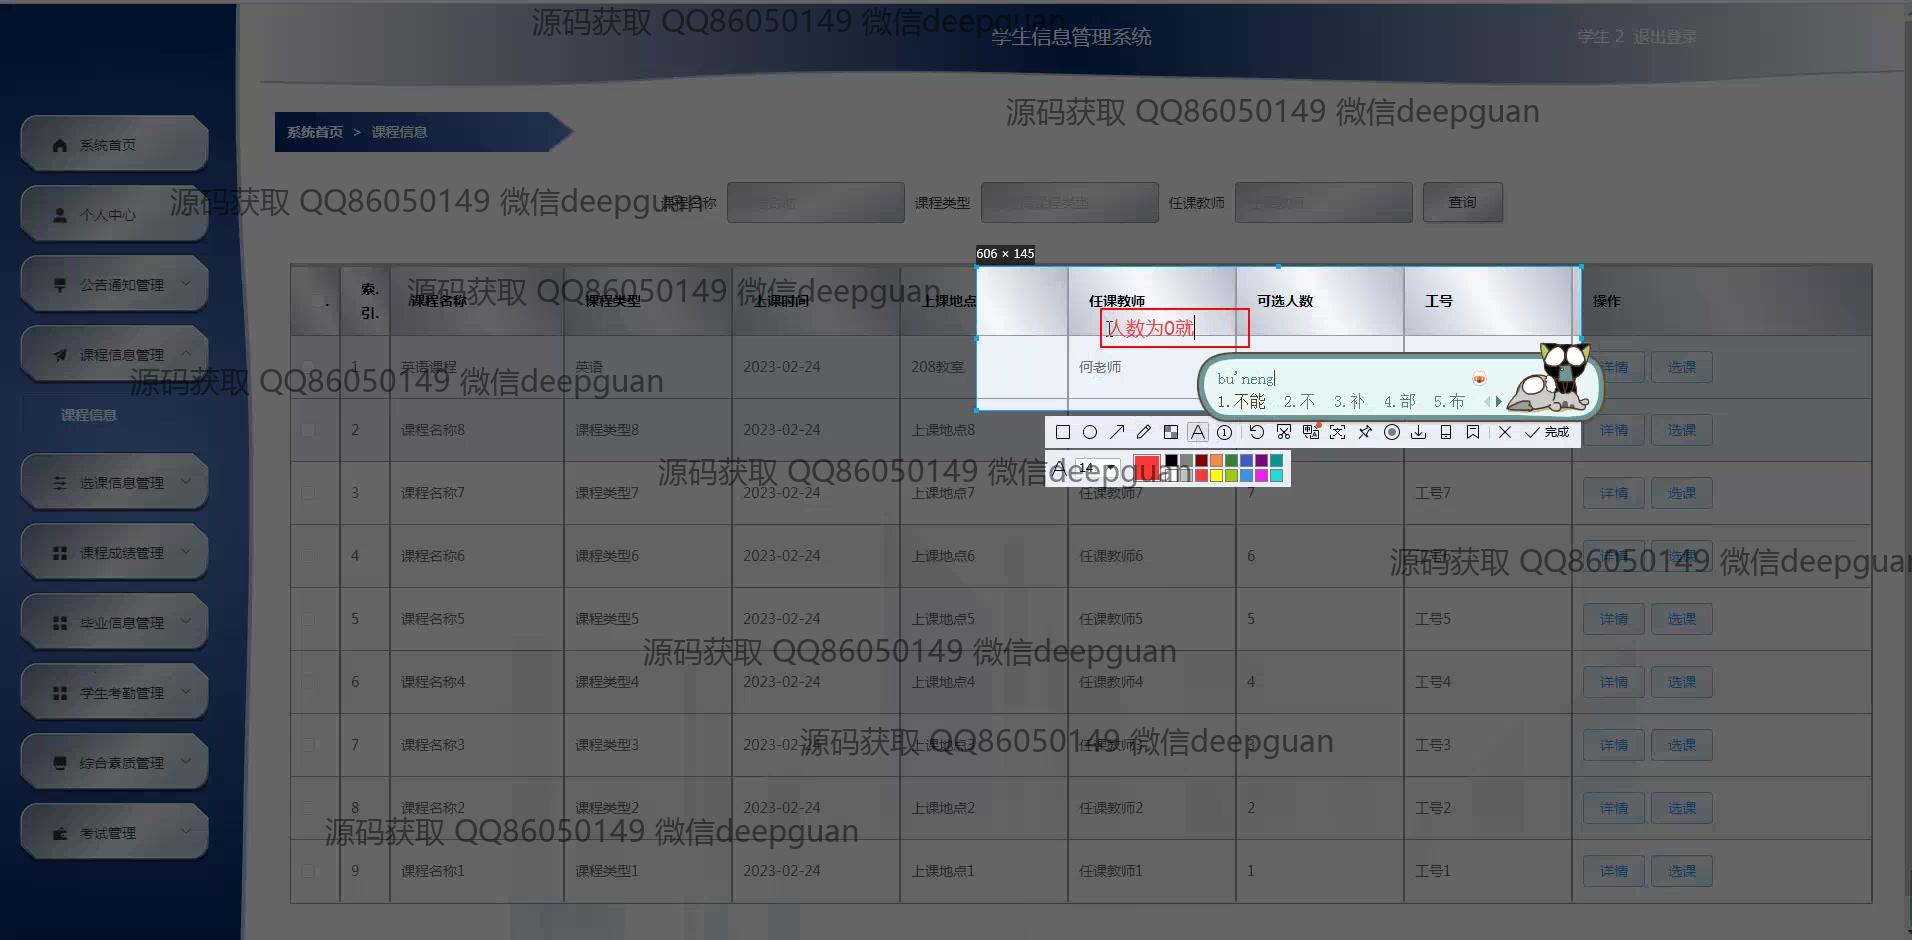 源码获取 QQ86050149 微信deepguan
学生信息管理系统
学生 2 退出登录
源码获取 QQ86050149 微信deepguan
系统首页 > 课程信息
系统首页
个人中心
公告通知管理
课程信息管理
课程信息
选课信息管理
课程成绩管理
毕业信息管理
学生考勤管理
综合素质管理
考试管理
源码获取 QQ86050149 微信deepguan
课程名称 课程类型 任课教师 查询
606 × 145
索引. 课程名称 课程类型 上课时间 上课地点 任课教师 可选人数 工号 操作
源码获取 QQ86050149 微信deepguan
人数为0就
1 英语课程 英语 2023-02-24 208教室 何老师 详情 选课
bu'neng
1.不能 2.不 3.补 4.部 5.布
源码获取 QQ86050149 微信deepguan
2 课程名称8 课程类型8 2023-02-24 上课地点8 详情 选课
完成
14
源码获取 QQ86050149 微信deepguan
3 课程名称7 课程类型7 2023-02-24 上课地点7 任课教师7 7 工号7 详情 选课
4 课程名称6 课程类型6 2023-02-24 上课地点6 任课教师6 6 工号6 详情 选课
源码获取 QQ86050149 微信deepguan
5 课程名称5 课程类型5 2023-02-24 上课地点5 任课教师5 5 工号5 详情 选课
源码获取 QQ86050149 微信deepguan
6 课程名称4 课程类型4 2023-02-24 上课地点4 任课教师4 4 工号4 详情 选课
7 课程名称3 课程类型3 2023-02-24 上课地点3 任课教师3 3 工号3 详情 选课
源码获取 QQ86050149 微信deepguan
8 课程名称2 课程类型2 2023-02-24 上课地点2 任课教师2 2 工号2 详情 选课
源码获取 QQ86050149 微信deepguan
9 课程名称1 课程类型1 2023-02-24 上课地点1 任课教师1 1 工号1 详情 选课